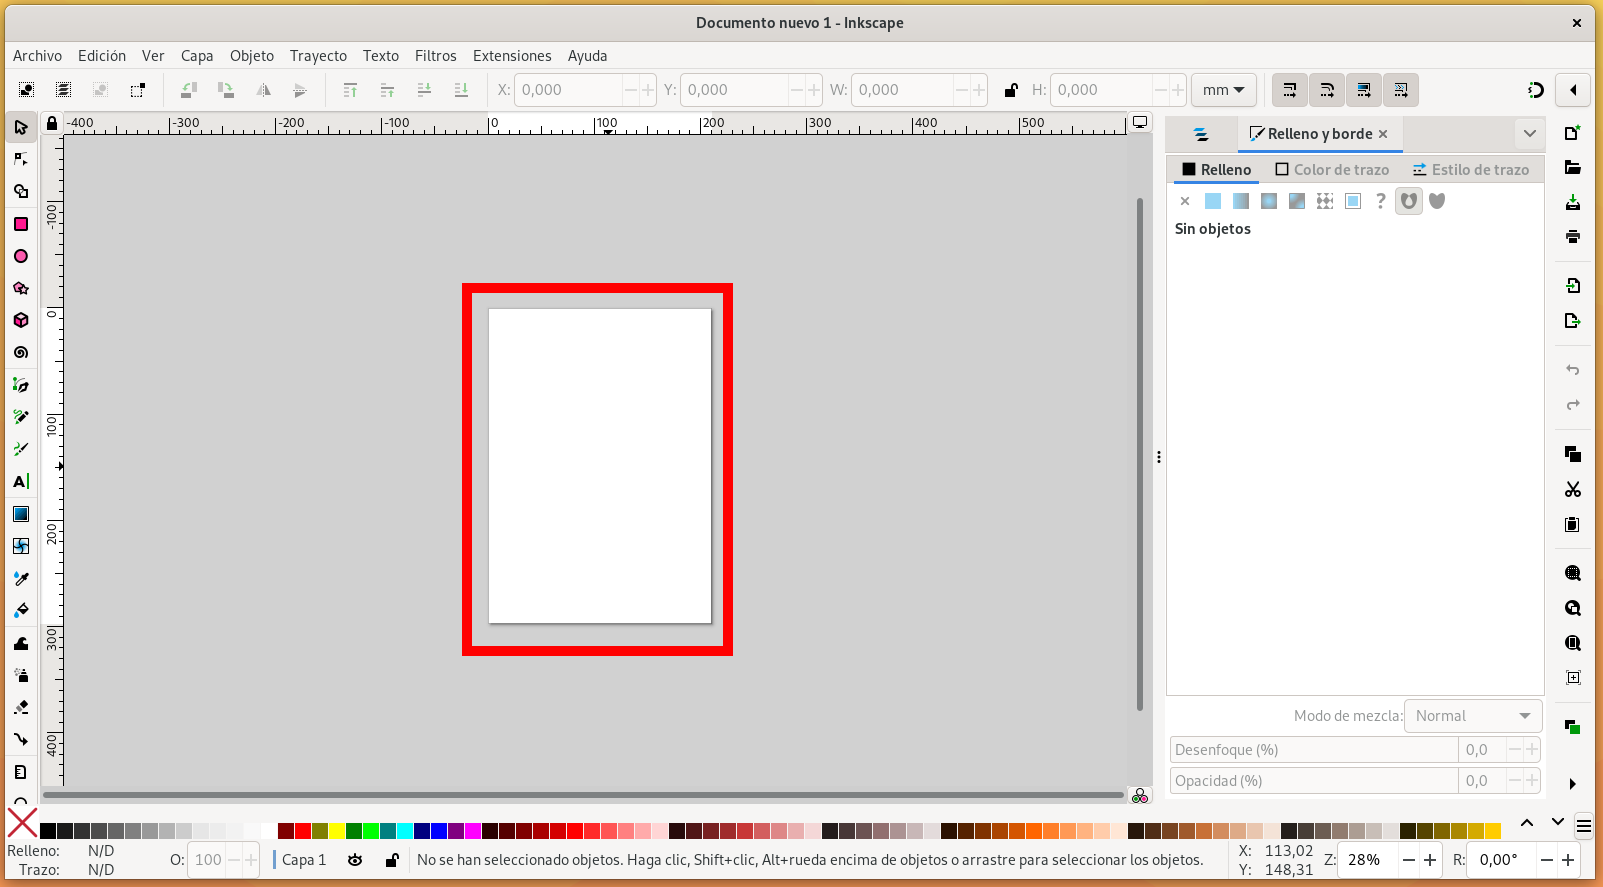 Documento nuevo 1 - Inkscape
Archivo Edición Ver Capa Objeto Trayecto Texto Filtros Extensiones Ayuda
X: 0,000 Y: 0,000 W: 0,000 H: 0,000 mm
-400 -300 -200 -100 0 100 200 300 400 500
-100
0
100
200
300
400
Relleno y borde
Relleno Color de trazo Estilo de trazo
?
Sin objetos
Modo de mezcla: Normal
Desenfoque (%) 0,0
Opacidad (%) 0,0
Relleno: N/D
Trazo: N/D
O: 100
Capa 1
No se han seleccionado objetos. Haga clic, Shift+clic, Alt+rueda encima de objetos o arrastre para seleccionar los objetos.
X: 113,02
Y: 148,31
Z: 28%
R: 0,00°